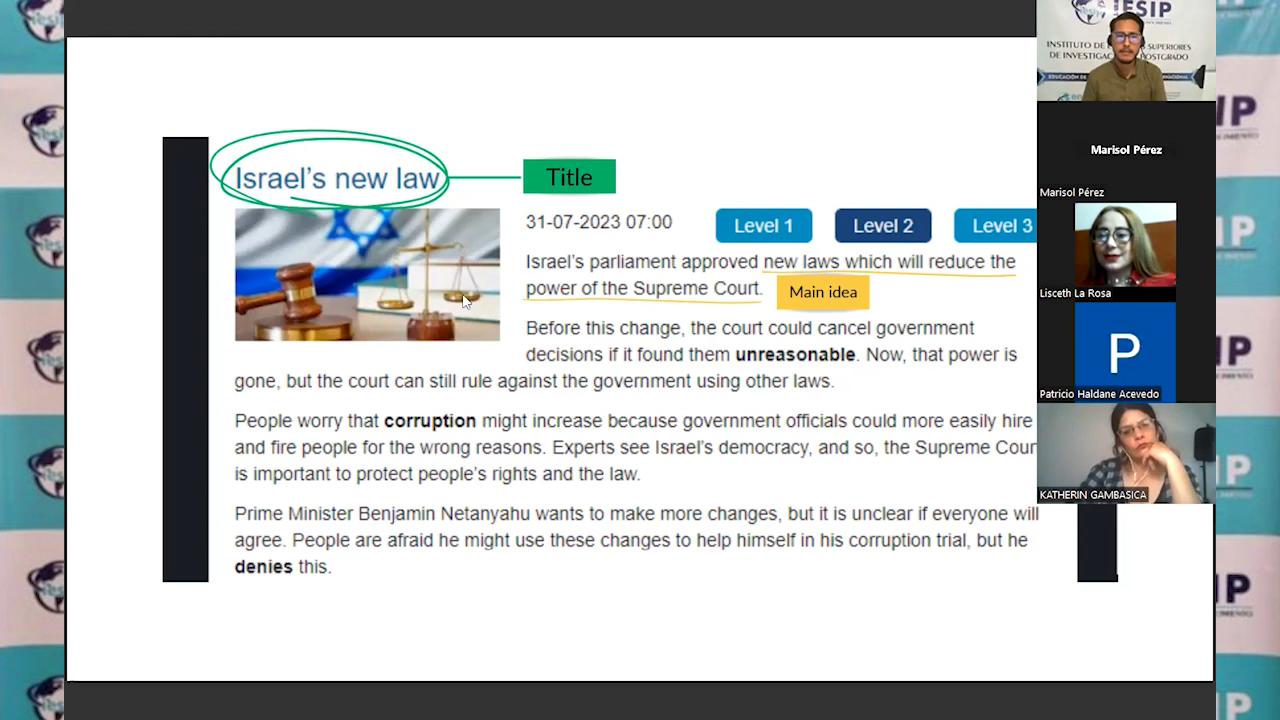 Israel's new law
Title
31-07-2023 07:00
Level 1
Level 2
Level 3
Israel's parliament approved new laws which will reduce the
power of the Supreme Court.
Main idea
Before this change, the court could cancel government
decisions if it found them unreasonable. Now, that power is
gone, but the court can still rule against the government using other laws.
People worry that corruption might increase because government officials could more easily hire
and fire people for the wrong reasons. Experts see Israel's democracy, and so, the Supreme Cour
is important to protect people's rights and the law.
Prime Minister Benjamin Netanyahu wants to make more changes, but it is unclear if everyone will
agree. People are afraid he might use these changes to help himself in his corruption trial, but he
denies this.
IESIP
INSTITUTO DE
SUPERIORES
DE INVESTIGA
POSTGRADO
Marisol Pérez
Marisol Pérez
Lisceth La Rosa
P
Patricio Haldane Acevedo
KATHERIN GAMBASICA